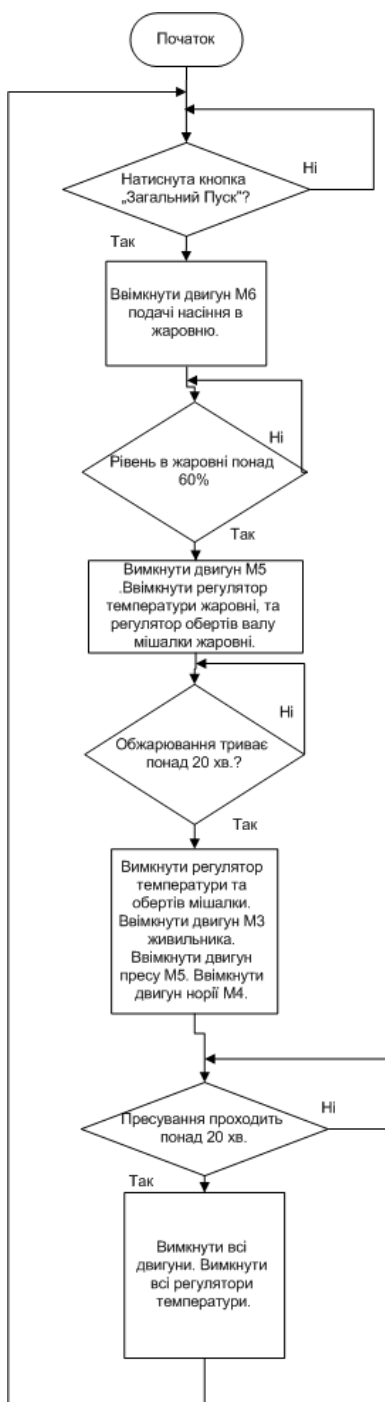 Початок
Натиснута кнопка
„Загальний Пуск"?
Ні
Так
Ввімкнути двигун М6
подачі насіння в
жаровню.
Ні
Рівень в жаровні понад
60%
Так
Вимкнути двигун М5
.Ввімкнути регулятор
температури жаровні, та
регулятор обертів валу
мішалки жаровні.
Ні
Обжарювання триває
понад 20 хв.?
Так
Вимкнути регулятор
температури та
обертів мішалки.
Ввімкнути двигун М3
живильника.
Ввімкнути двигун
пресу М5. Ввімкнути
двигун норії М4.
Ні
Пресування проходить
понад 20 хв.
Так
Вимкнути всі
двигуни. Вимкнути
всі регулятори
температури.